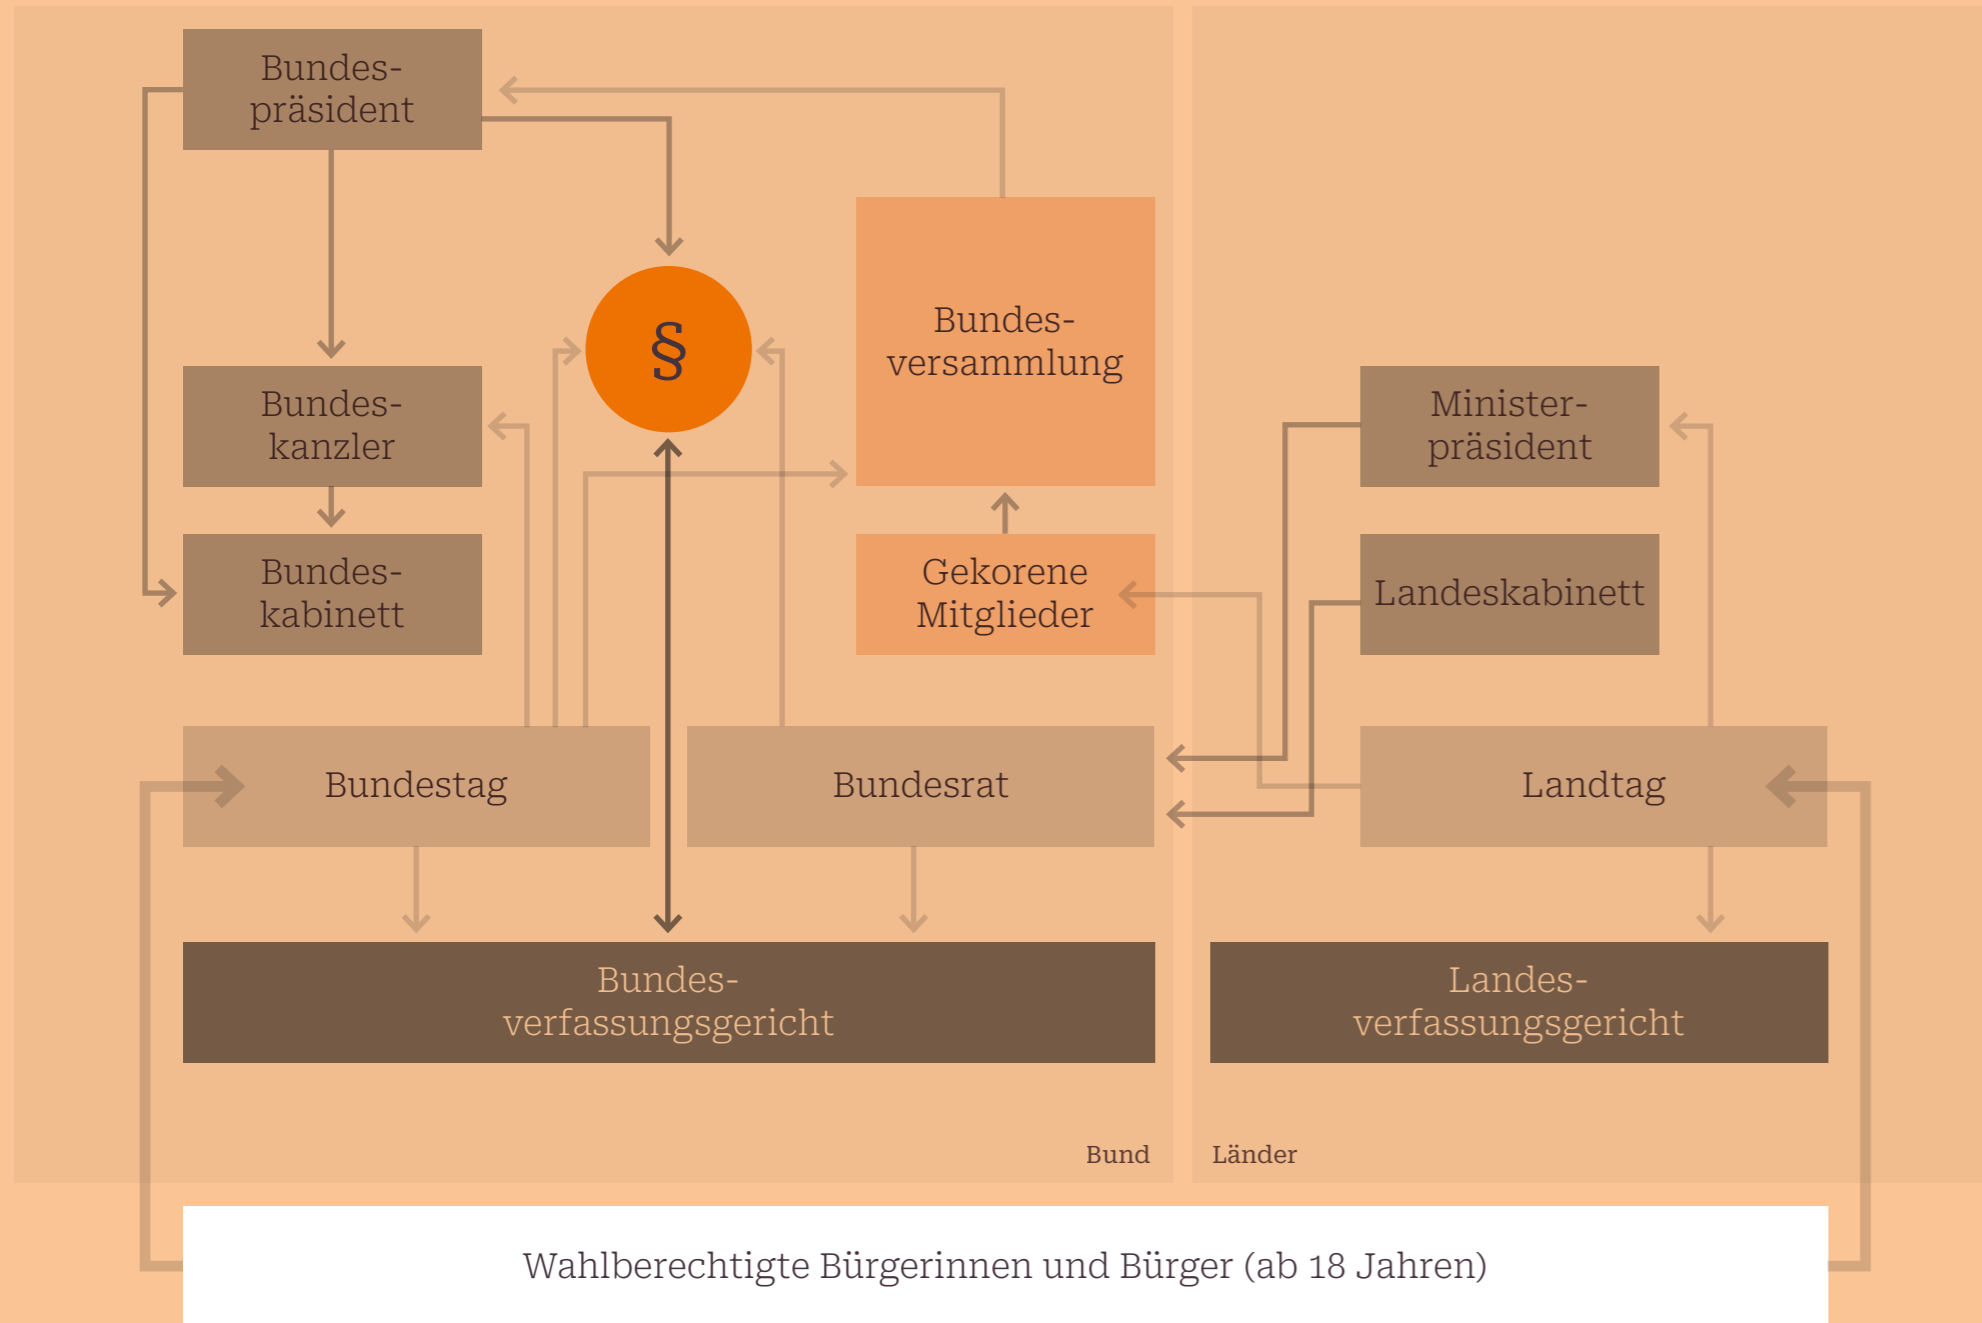 Bundes-
präsident
§
Bundes-
versammlung
Bundes-
kanzler
Minister-
präsident
Bundes-
kabinett
Gekorene
Mitglieder
Landeskabinett
Bundestag
Bundesrat
Landtag
Bundes-
verfassungsgericht
Landes-
verfassungsgericht
Bund
Länder
Wahlberechtigte Bürgerinnen und Bürger (ab 18 Jahren)